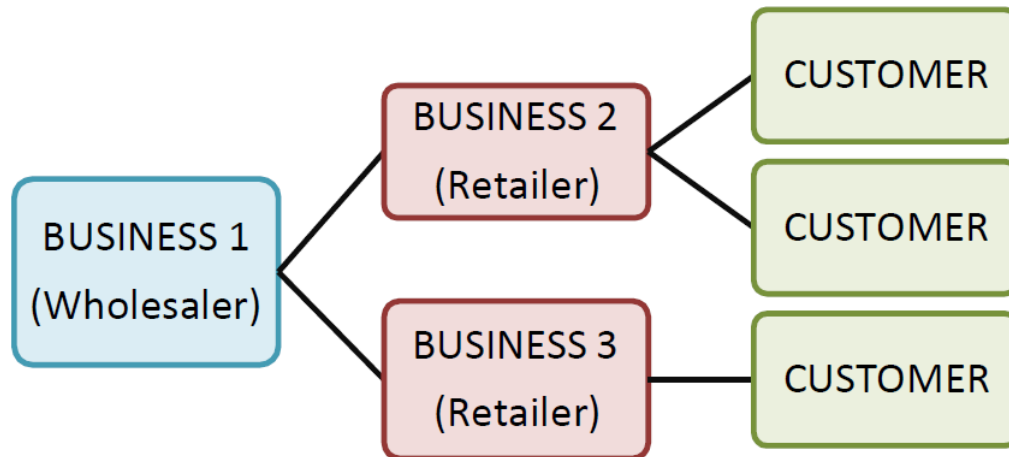 BUSINESS 1
(Wholesaler)
BUSINESS 2
(Retailer)
BUSINESS 3
(Retailer)
CUSTOMER
CUSTOMER
CUSTOMER